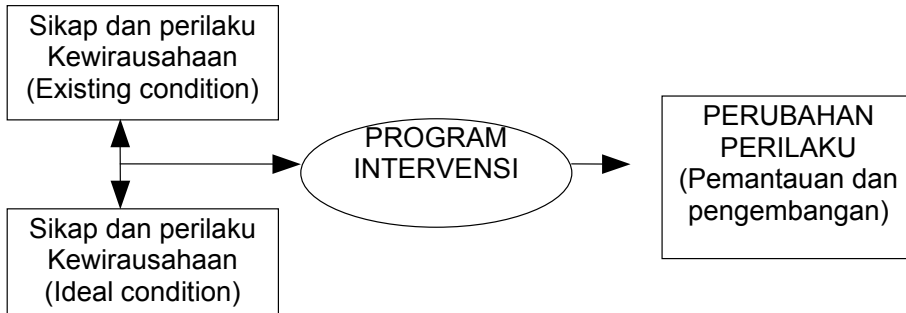 Sikap dan perilaku
Kewirausahaan
(Existing condition)
PROGRAM
INTERVENSI
PERUBAHAN
PERILAKU
(Pemantauan dan
pengembangan)
Sikap dan perilaku
Kewirausahaan
(Ideal condition)